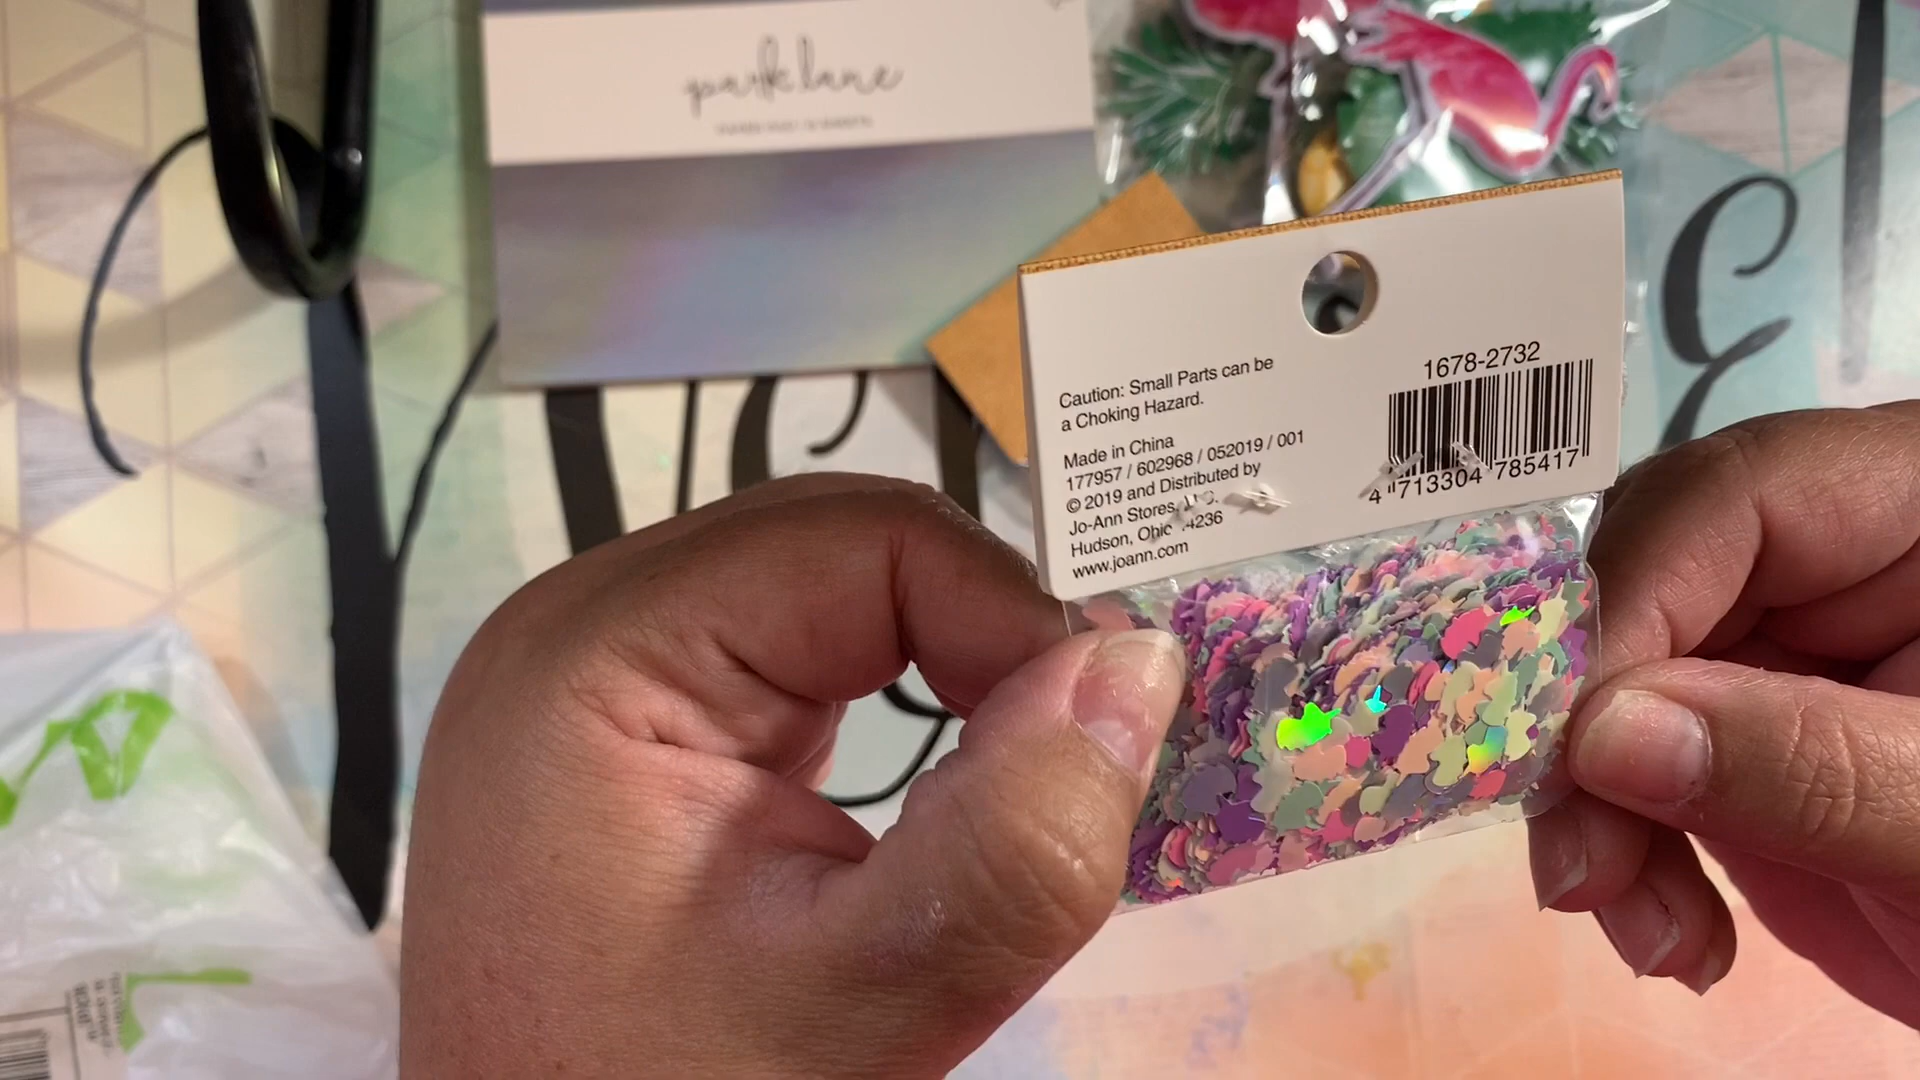 park lane
Caution: Small Parts can be
a Choking Hazard.
Made in China
177957 / 602968 / 052019 / 001
© 2019 and Distributed by
Jo-Ann Stores,
Hudson, Ohio 4236
www.joann.com
1678-2732
4 713304 785417